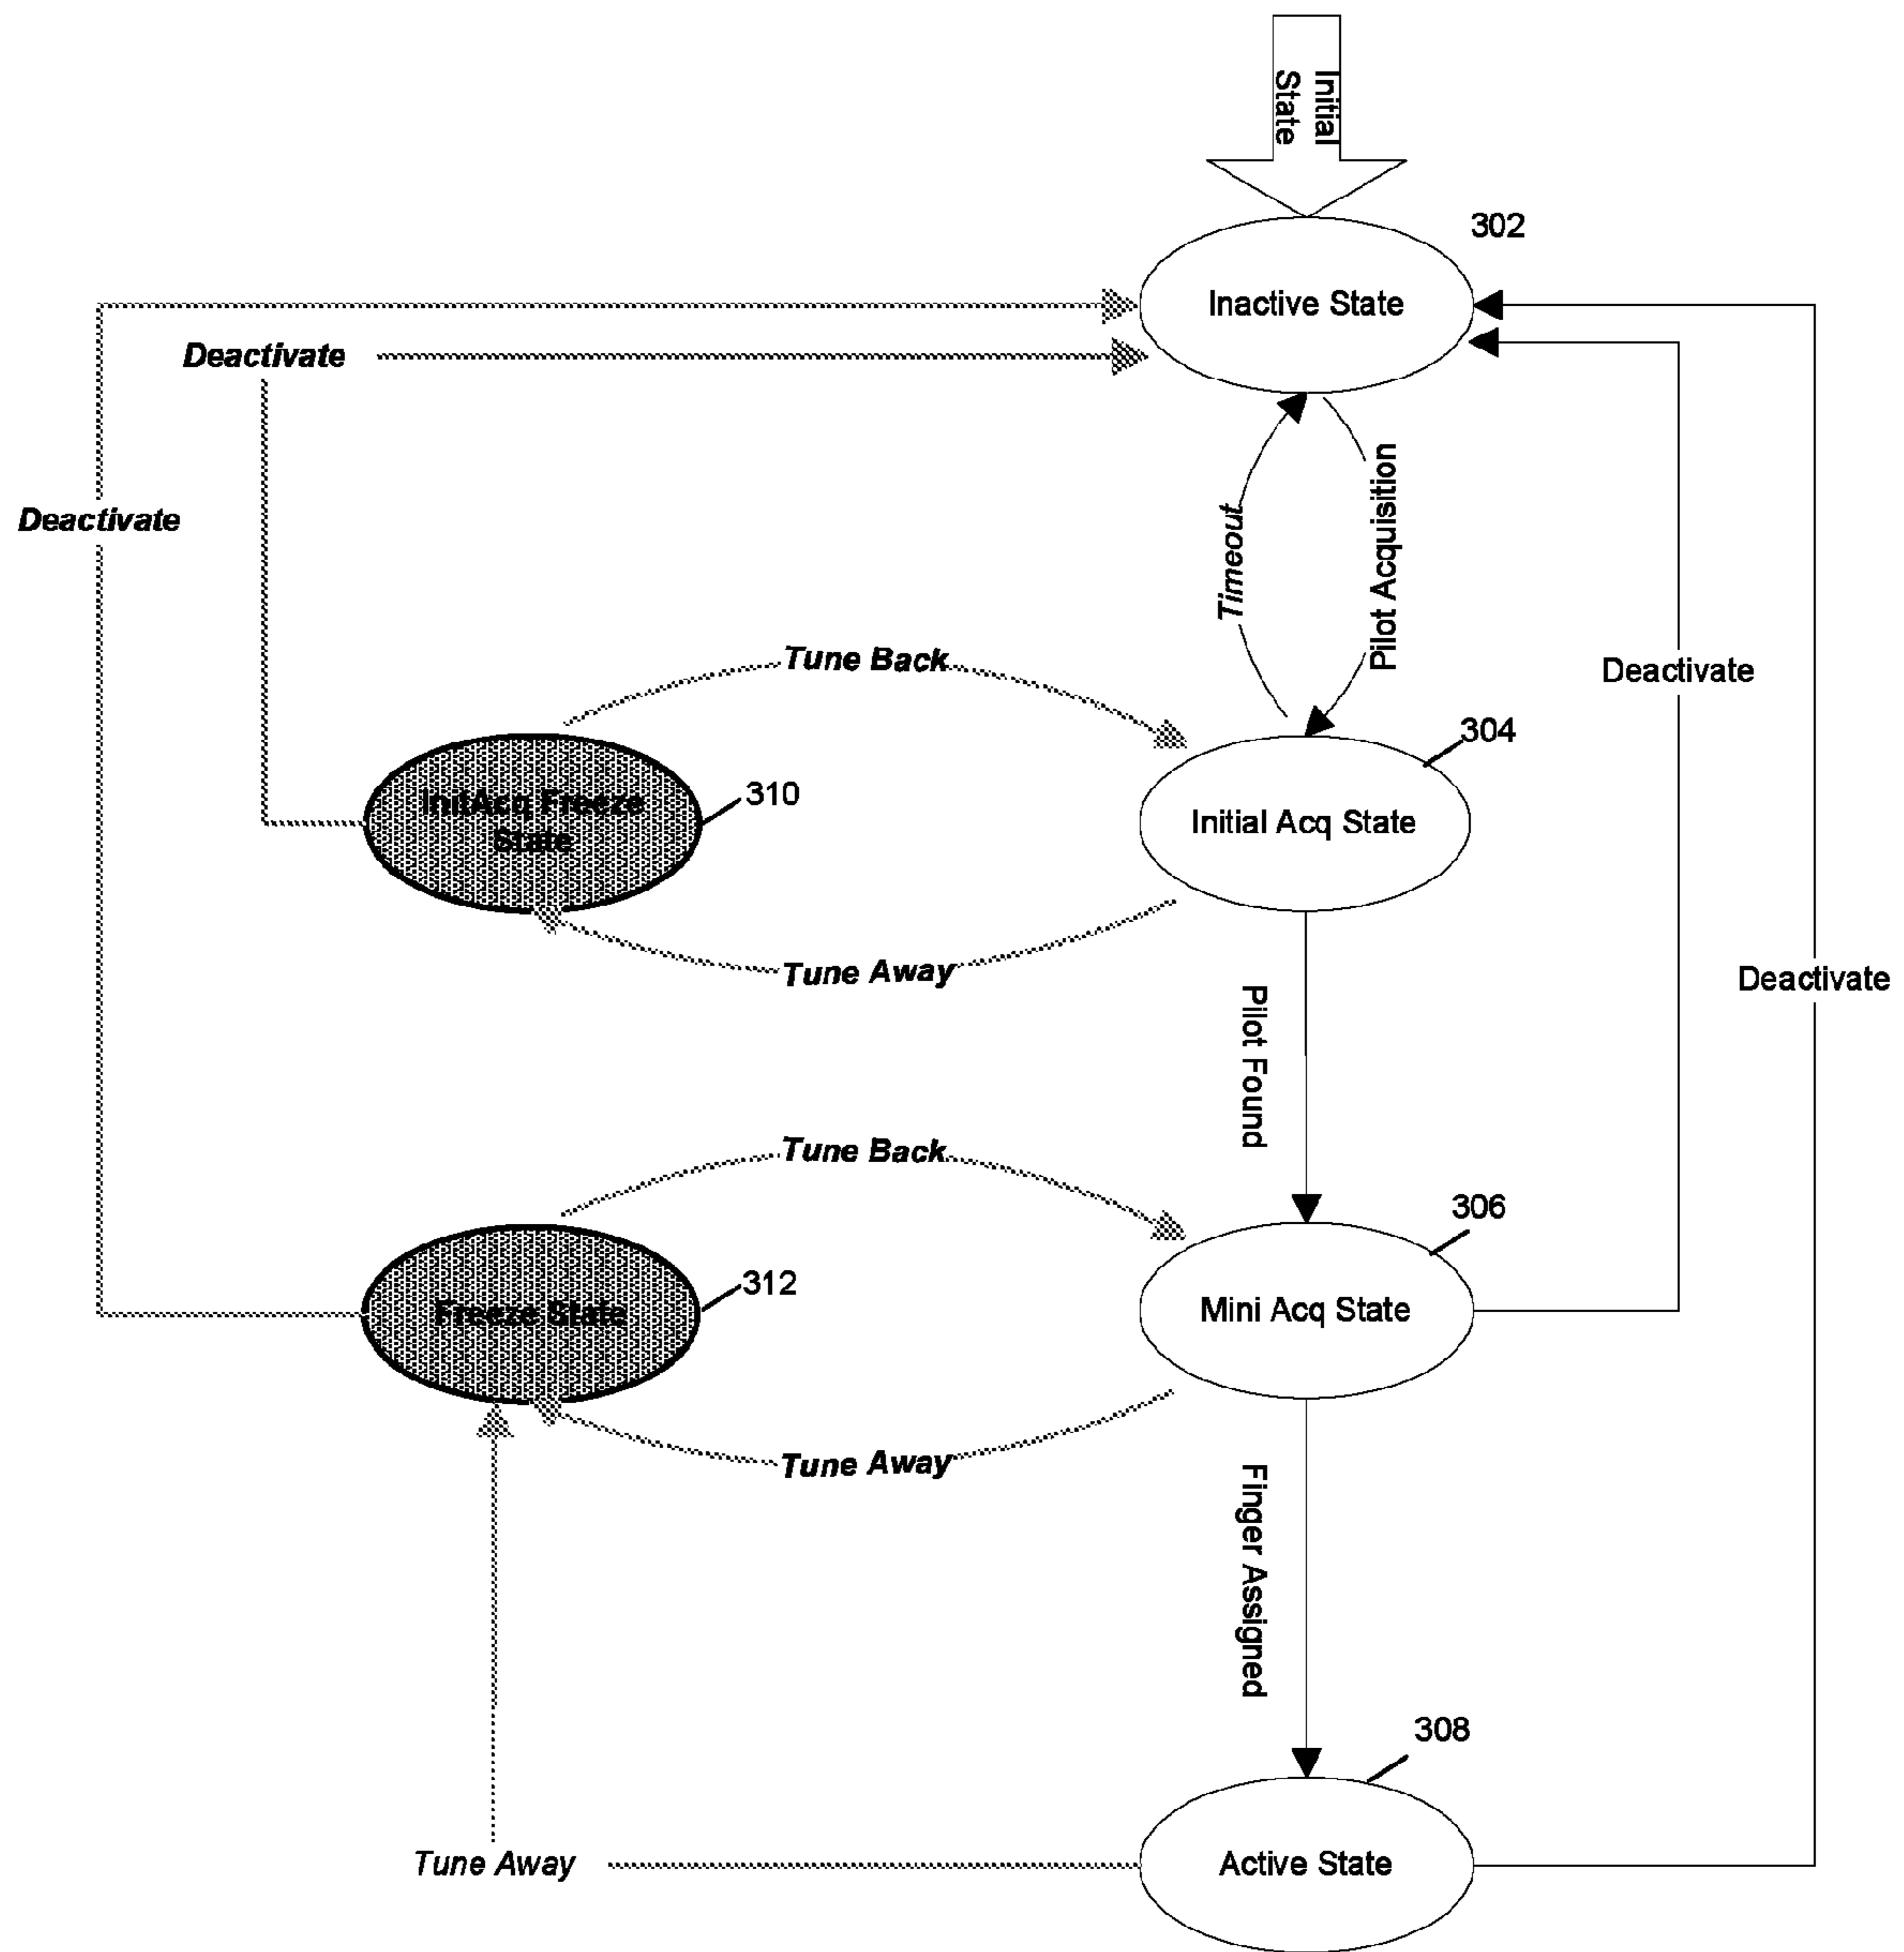 Initial
State
302
Inactive State
Deactivate
Deactivate
Timeout
Pilot Acquisition
Tune Back
Deactivate
304
InitAcq Freeze
State
310
Initial Acq State
Tune Away
Deactivate
Pilot Found
Tune Back
306
312
Freeze State
Mini Acq State
Tune Away
Finger Assigned
308
Tune Away
Active State